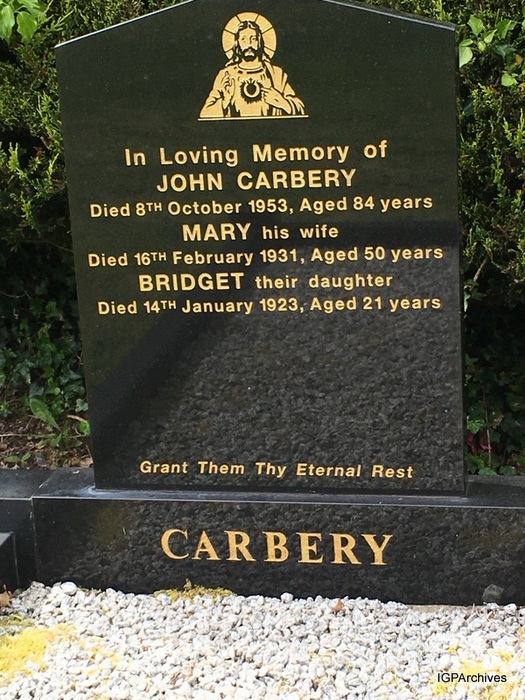 In Loving Memory of
JOHN CARBERY
Died 8TH October 1953, Aged 84 years
MARY his wife
Died 16TH February 1931, Aged 50 years
BRIDGET their daughter
Died 14TH January 1923, Aged 21 years
Grant Them Thy Eternal Rest
CARBERY
IGPArchives